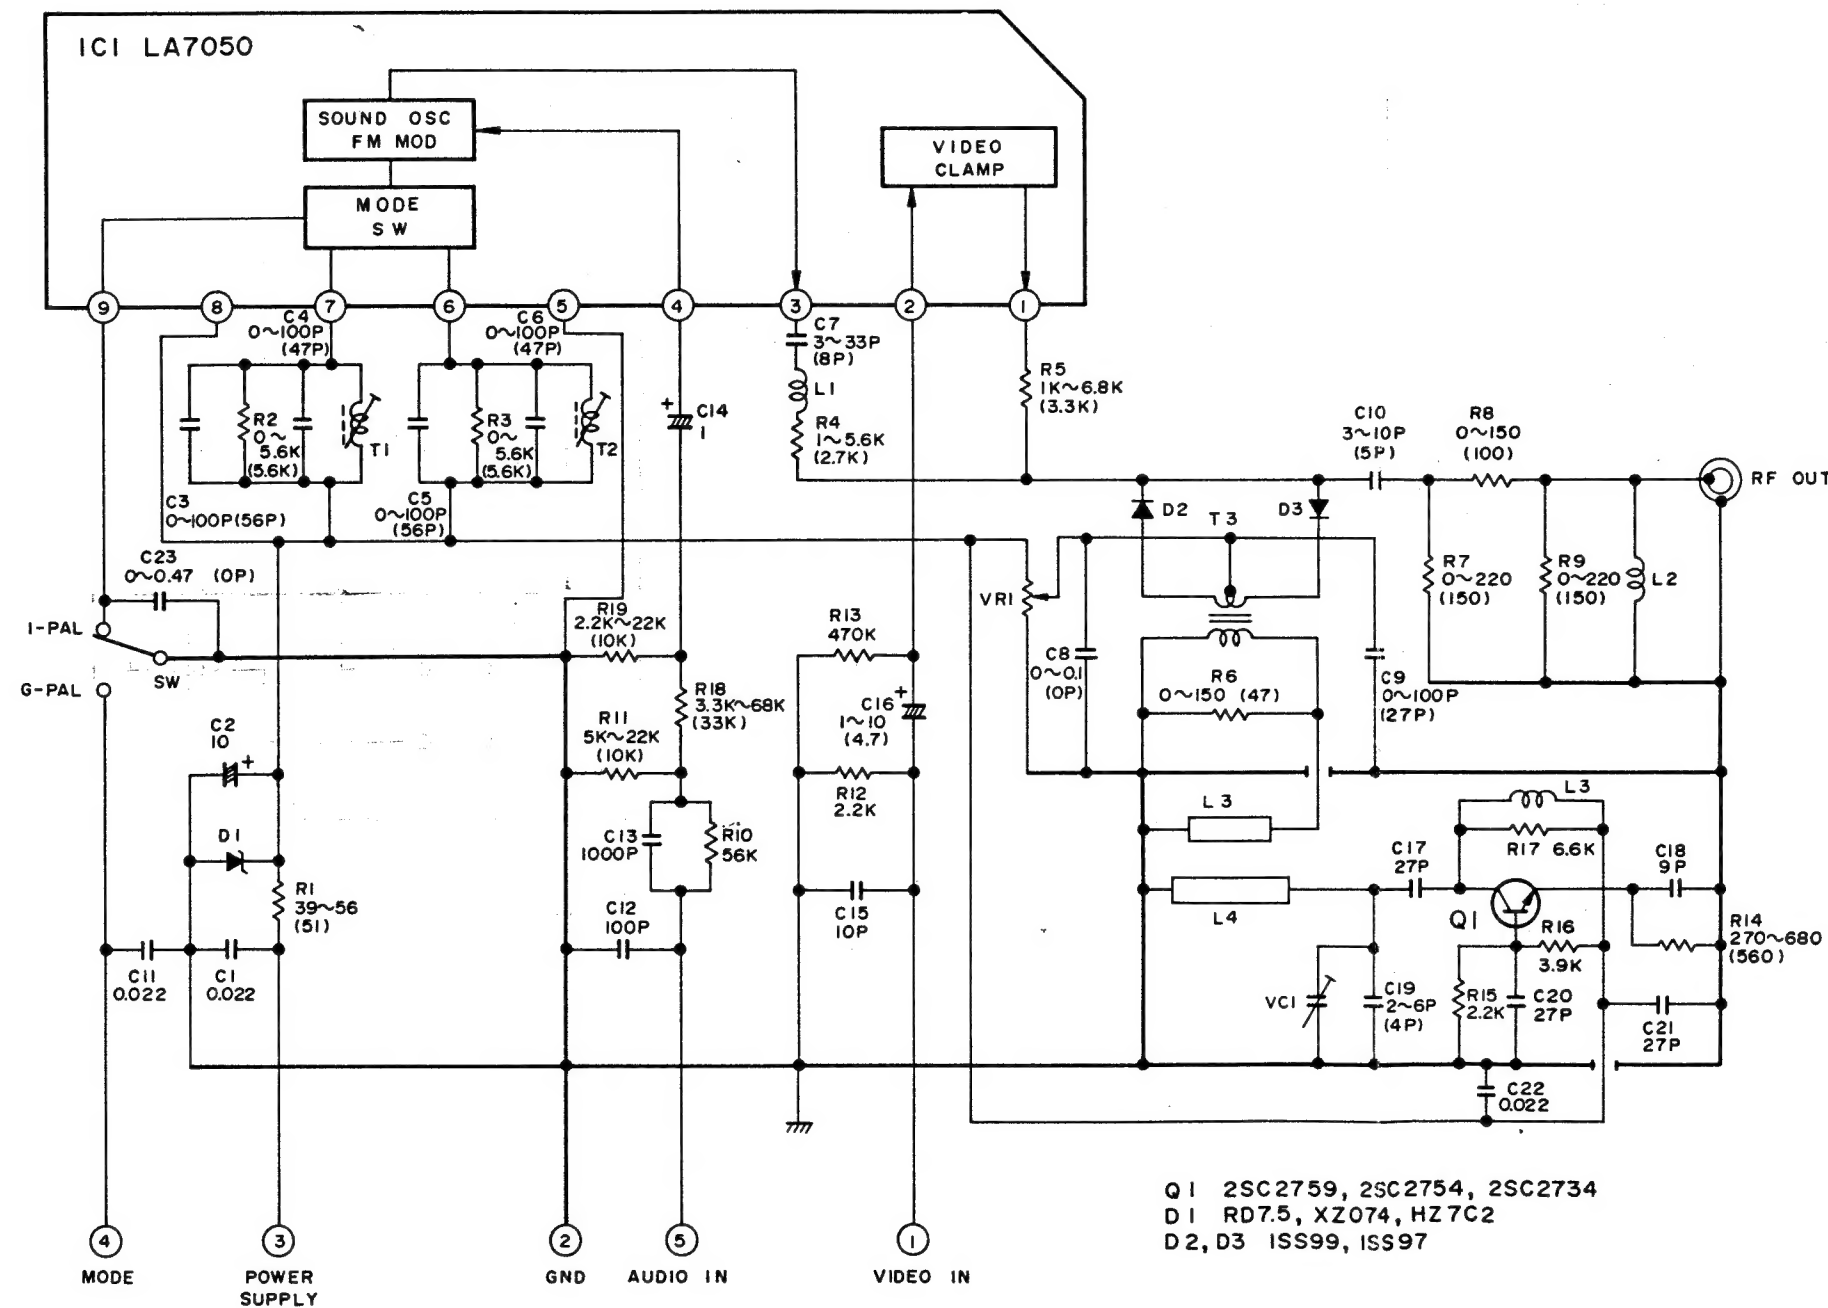 IC1 LA7050
SOUND OSC
FM MOD
MODE
SW
VIDEO
CLAMP
9
8
7
6
5
4
3
2
1
C4
0~100P
(47P)
C6
0~100P
(47P)
C7
3~33P
(8P)
L1
R4
1~5.6K
(2.7K)
R5
1K~6.8K
(3.3K)
R2
0~
5.6K
(5.6K)
T1
R3
0~
5.6K
(5.6K)
T2
+
C14
1
C3
0~100P(56P)
C5
0~100P
(56P)
C10
3~10P
(5P)
R8
0~150
(100)
RF OUT
D2
T3
D3
C23
0~0.47 (0P)
I-PAL
SW
G-PAL
R19
2.2K~22K
(10K)
R13
470K
VR1
R7
0~220
(150)
R9
0~220
(150)
L2
C8
0~0.1
(0P)
R6
0~150 (47)
C9
0~100P
(27P)
R18
3.3K~68K
(33K)
+
C16
1~10
(4.7)
C2
10
+
R11
5K~22K
(10K)
R12
2.2K
D1
R1
39~56
(51)
C13
1000P
R10
56K
L3
L3
R17 6.6K
C17
27P
C18
9P
L4
Q1
R16
3.9K
R14
270~680
(560)
C12
100P
C15
10P
C11
0.022
C1
0.022
VC1
C19
2~6P
(4P)
R15
2.2K
C20
27P
C21
27P
C22
0.022
Q1 2SC2759, 2SC2754, 2SC2734
D1 RD7.5, XZ074, HZ7C2
D2, D3 1SS99, 1SS97
4
MODE
3
POWER
SUPPLY
2
GND
5
AUDIO IN
1
VIDEO IN